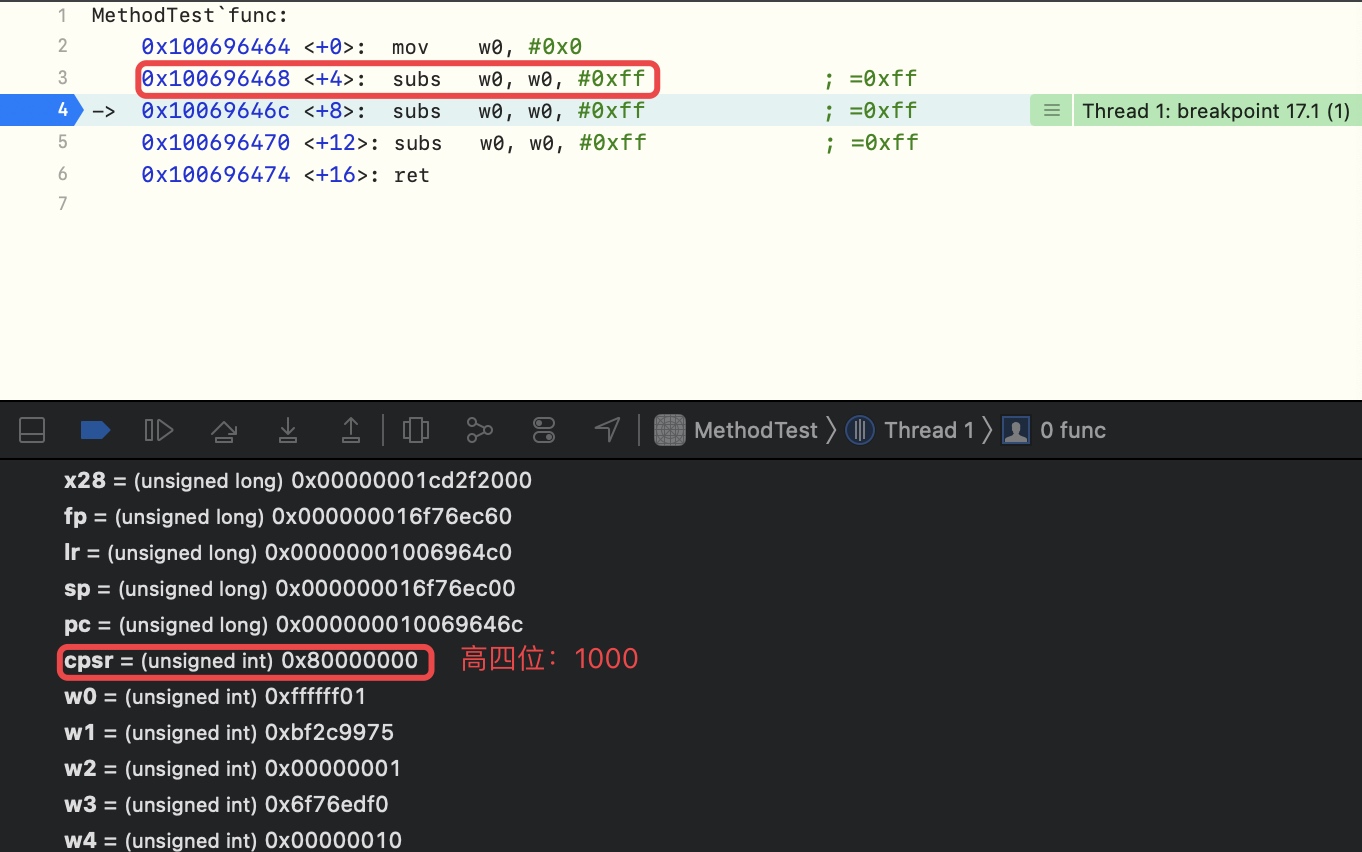 1 MethodTest`func:
2 0x100696464 <+0>: mov w0, #0x0
3 0x100696468 <+4>: subs w0, w0, #0xff ; =0xff
4 -> 0x10069646c <+8>: subs w0, w0, #0xff ; =0xff Thread 1: breakpoint 17.1 (1)
5 0x100696470 <+12>: subs w0, w0, #0xff ; =0xff
6 0x100696474 <+16>: ret
7
MethodTest 〉 Thread 1 〉 0 func
x28 = (unsigned long) 0x00000001cd2f2000
fp = (unsigned long) 0x000000016f76ec60
lr = (unsigned long) 0x00000001006964c0
sp = (unsigned long) 0x000000016f76ec00
pc = (unsigned long) 0x000000010069646c
cpsr = (unsigned int) 0x80000000 高四位：1000
w0 = (unsigned int) 0xffffff01
w1 = (unsigned int) 0xbf2c9975
w2 = (unsigned int) 0x00000001
w3 = (unsigned int) 0x6f76edf0
w4 = (unsigned int) 0x00000010